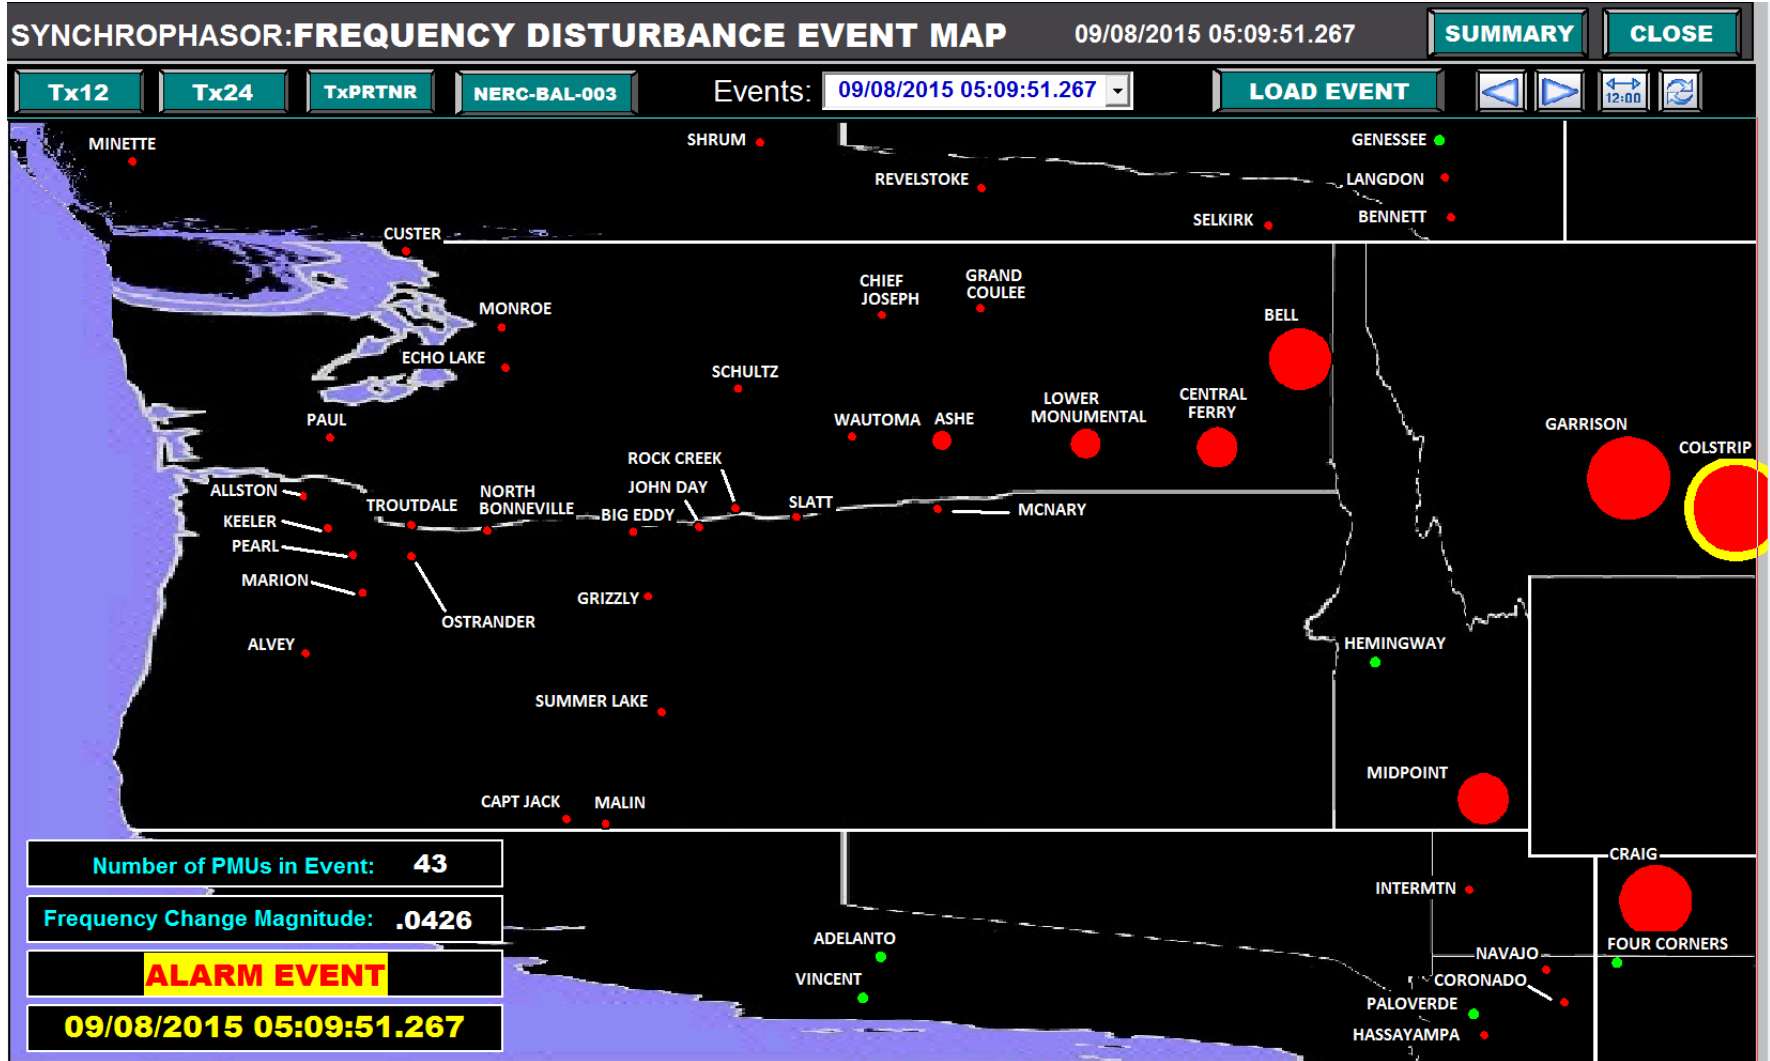 SYNCHROPHASOR:FREQUENCY DISTURBANCE EVENT MAP 09/08/2015 05:09:51.267 SUMMARY CLOSE
Tx12 Tx24 TxPRTNR NERC-BAL-003 Events: 09/08/2015 05:09:51.267 LOAD EVENT 12:00
MINETTE
SHRUM
GENESSEE
REVELSTOKE
LANGDON
SELKIRK
BENNETT
CUSTER
CHIEF
JOSEPH
GRAND
COULEE
MONROE
BELL
ECHO LAKE
SCHULTZ
PAUL
WAUTOMA
ASHE
LOWER
MONUMENTAL
CENTRAL
FERRY
GARRISON
COLSTRIP
ROCK CREEK
JOHN DAY
ALLSTON
TROUTDALE
NORTH
BONNEVILLE
BIG EDDY
SLATT
MCNARY
KEELER
PEARL
MARION
GRIZZLY
OSTRANDER
ALVEY
HEMINGWAY
SUMMER LAKE
MIDPOINT
CAPT JACK
MALIN
CRAIG
INTERMTN
ADELANTO
VINCENT
NAVAJO
FOUR CORNERS
CORONADO
PALOVERDE
HASSAYAMPA
Number of PMUs in Event: 43
Frequency Change Magnitude: .0426
ALARM EVENT
09/08/2015 05:09:51.267